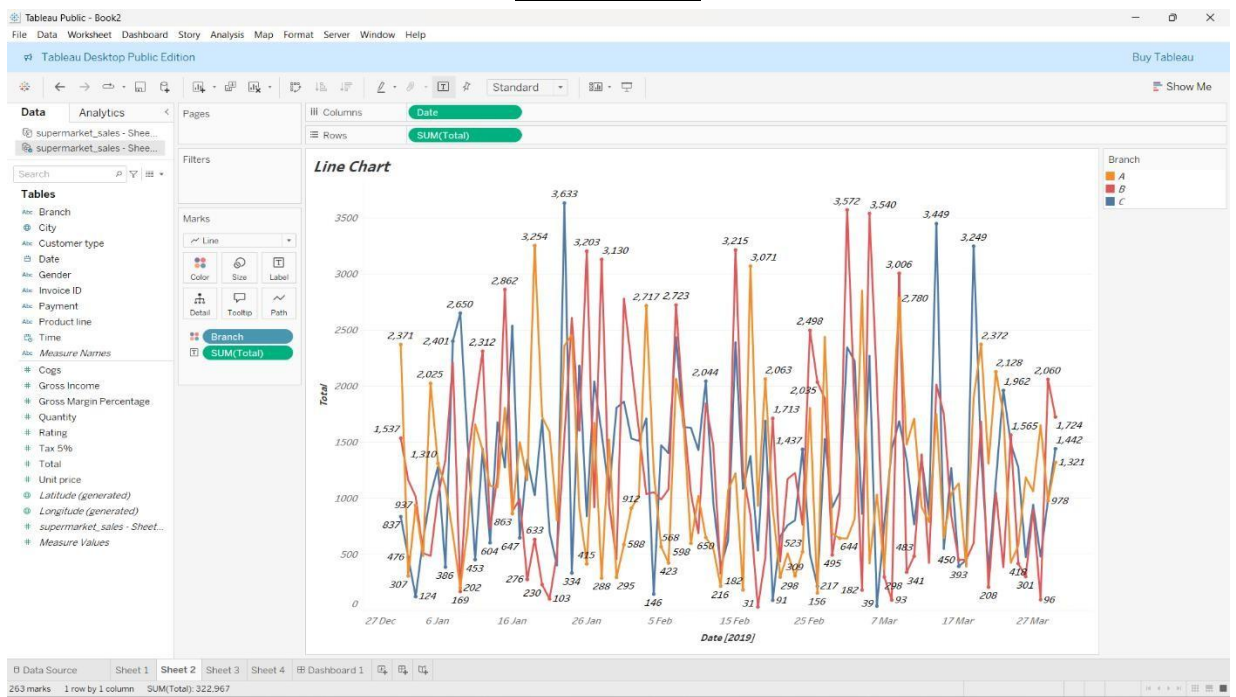 Tableau Public - Book2
File Data Worksheet Dashboard Story Analysis Map Format Server Window Help
Tableau Desktop Public Edition Buy Tableau
Standard Show Me
Data Analytics Pages Columns Date
supermarket_sales - Shee...
supermarket_sales - Shee...
Rows SUM(Total)
Search
Filters
Line Chart
Branch
A
B
C
Tables
Branch
City
Customer type
Date
Gender
Invoice ID
Payment
Product line
Time
Measure Names
Cogs
Gross Income
Gross Margin Percentage
Quantity
Rating
Tax 5%
Total
Unit price
Latitude (generated)
Longitude (generated)
supermarket_sales - Sheet...
Measure Values
Marks
Line
Color Size Label
Detail Tooltip Path
Branch
SUM(Total)
3,633
3,572 3,540
3500
3,449
3,254 3,203 3,130 3,215 3,249
3,071
3000
3,006
2,862
2,717 2,723
2,780
2,650
2500
2,498
2,371 2,401 2,312 2,372
2,025 2,044 2,063 2,128
2,035 1,962 2,060
2000
1,713 1,724
1,537 1,565
1500
1,437 1,442
1,310 1,321
1000
937 912 978
837 863
476 604 647 633 588 568 598 650 523 644 483
500
453 415 423 495 450 418
307 386 276 334 288 295 309 298 341 393 301
124 202 230 216 182 298 217 182 208
169 103 146 31 91 156 39 93 96
0
Total
27 Dec 6 Jan 16 Jan 26 Jan 5 Feb 15 Feb 25 Feb 7 Mar 17 Mar 27 Mar
Date [2019]
Data Source Sheet 1 Sheet 2 Sheet 3 Sheet 4 Dashboard 1
263 marks 1 row by 1 column SUM(Total): 322,967